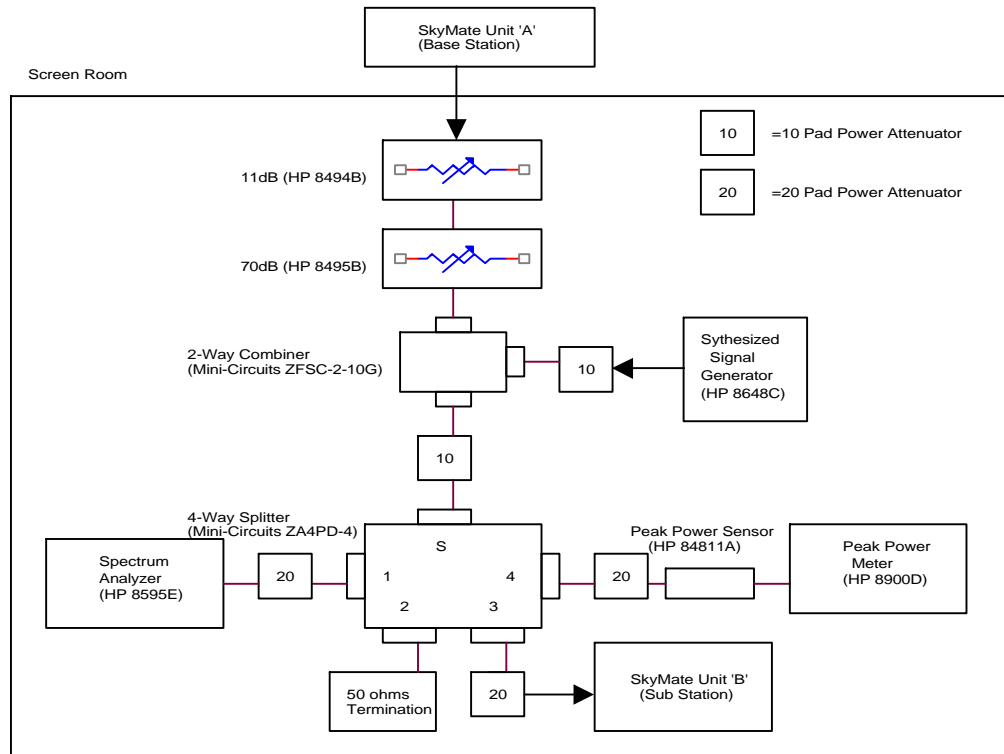 SkyMate Unit 'A'
(Base Station)
Screen Room
10
=10 Pad Power Attenuator
11dB (HP 8494B)
20
=20 Pad Power Attenuator
70dB (HP 8495B)
2-Way Combiner
(Mini-Circuits ZFSC-2-10G)
10
Sythesized
Signal
Generator
(HP 8648C)
10
4-Way Splitter
(Mini-Circuits ZA4PD-4)
Peak Power Sensor
(HP 84811A)
Spectrum
Analyzer
(HP 8595E)
20
S
1
4
2
3
20
Peak Power
Meter
(HP 8900D)
50 ohms
Termination
20
SkyMate Unit 'B'
(Sub Station)